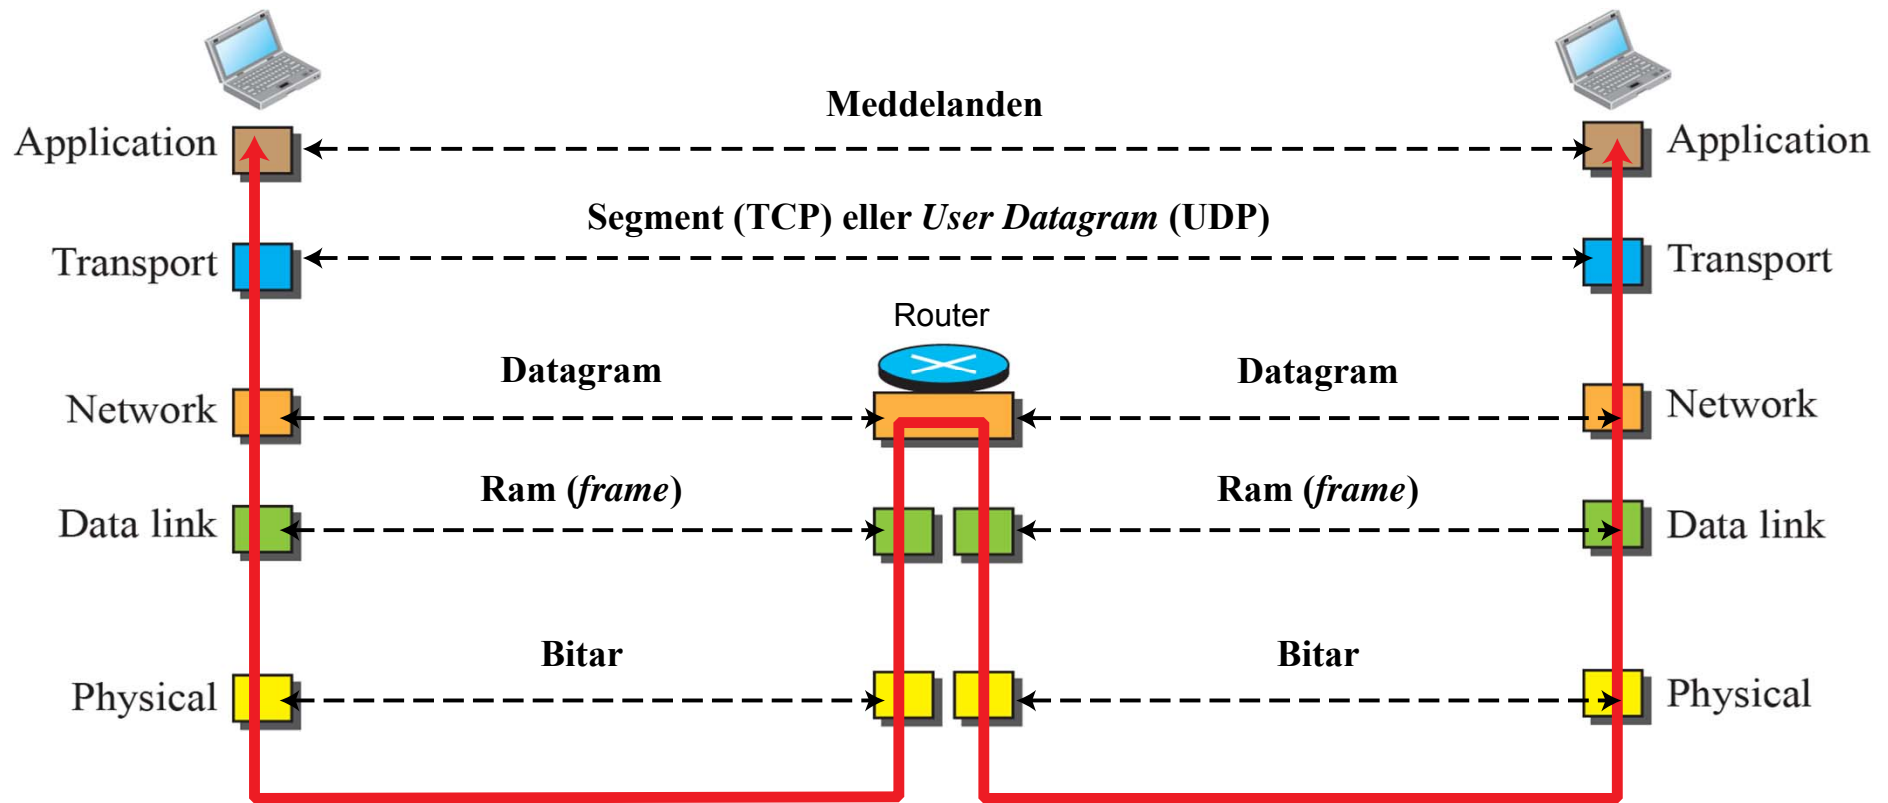 Meddelanden
Application
Application
Segment (TCP) eller User Datagram (UDP)
Transport
Transport
Router
Datagram
Datagram
Network
Network
Ram (frame)
Ram (frame)
Data link
Data link
Bitar
Bitar
Physical
Physical